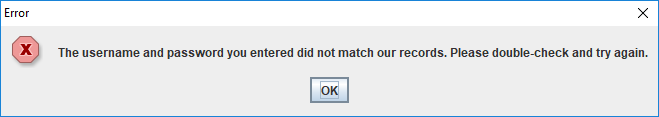 Error
The username and password you entered did not match our records. Please double-check and try again.
OK